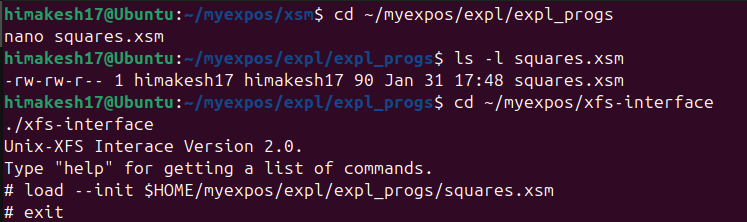 himakesh17@Ubuntu:~/myexpos/xsm$ cd ~/myexpos/expl/expl_progs
nano squares.xsm
himakesh17@Ubuntu:~/myexpos/expl/expl_progs$ ls -l squares.xsm
-rw-rw-r-- 1 himakesh17 himakesh17 90 Jan 31 17:48 squares.xsm
himakesh17@Ubuntu:~/myexpos/expl/expl_progs$ cd ~/myexpos/xfs-interface
./xfs-interface
Unix-XFS Interace Version 2.0.
Type "help" for getting a list of commands.
# load --init $HOME/myexpos/expl/expl_progs/squares.xsm
# exit